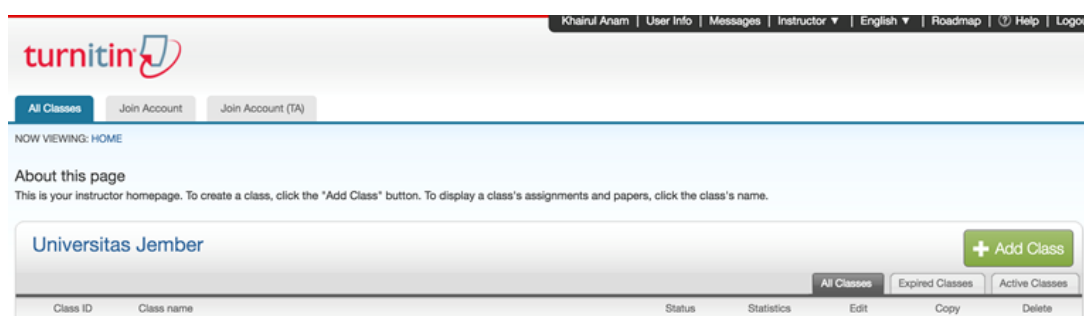 Khairul Anam | User Info | Messages | Instructor ▼ | English ▼ | Roadmap | ? Help |
turnitin
All Classes Join Account Join Account (TA)
NOW VIEWING: HOME
About this page
This is your instructor homepage. To create a class, click the "Add Class" button. To display a class's assignments and papers, click the class's name.
Universitas Jember + Add Class
All Classes Expired Classes Active Classes
Class ID Class name Status Statistics Edit Copy Delete